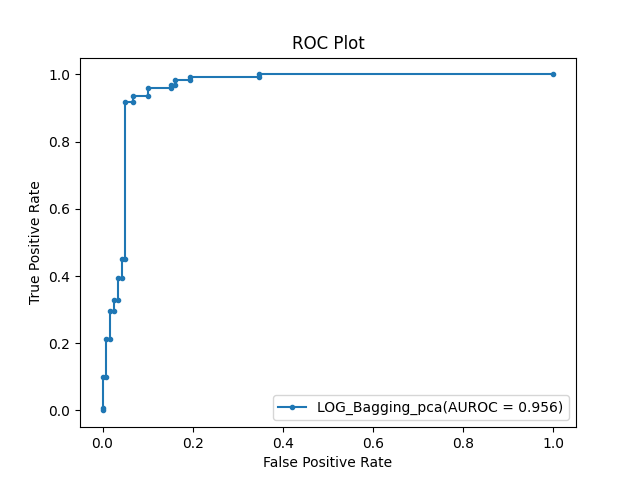 ROC Plot
1.0
0.8
0.6
0.4
0.2
0.0
True Positive Rate
LOG_Bagging_pca(AUROC = 0.956)
0.0 0.2 0.4 0.6 0.8 1.0
False Positive Rate